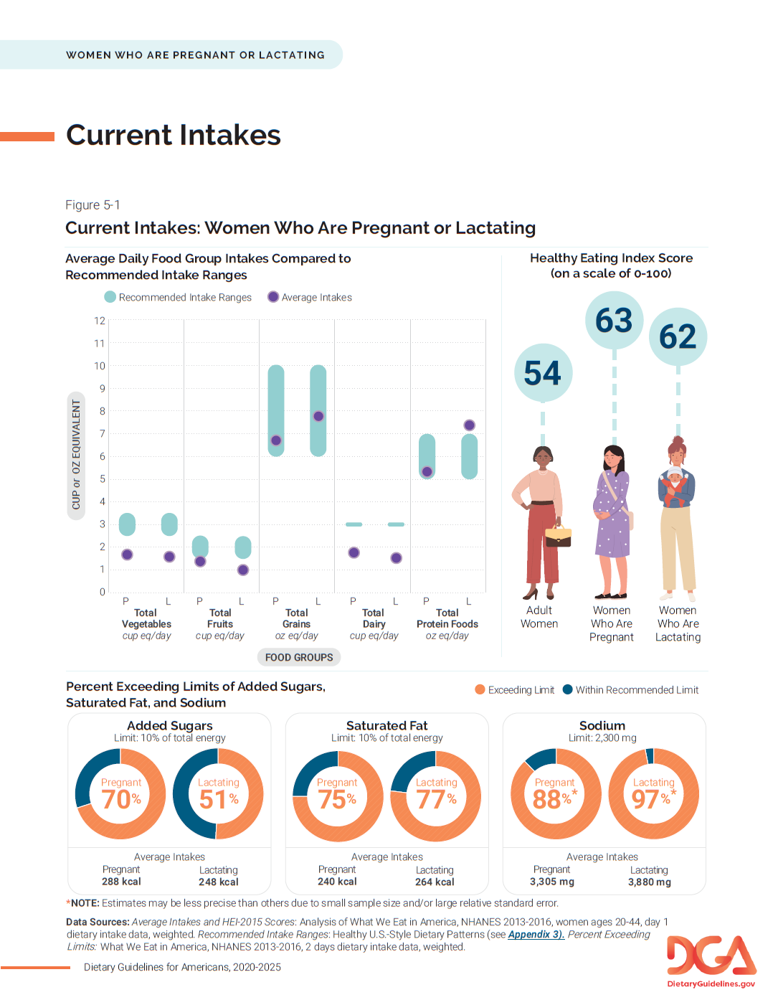 WOMEN WHO ARE PREGNANT OR LACTATING
Current Intakes
Figure 5-1
Current Intakes: Women Who Are Pregnant or Lactating
Average Daily Food Group Intakes Compared to
Recommended Intake Ranges
Recommended Intake Ranges
Average Intakes
CUP or OZ EQUIVALENT
12
11
10
9
8
7
6
5
4
3
2
1
0
P L P L P L P L P L
Total
Vegetables
cup eq/day
Total
Fruits
cup eq/day
Total
Grains
oz eq/day
Total
Dairy
cup eq/day
Total
Protein Foods
oz eq/day
FOOD GROUPS
Healthy Eating Index Score
(on a scale of 0-100)
54
63
62
Adult
Women
Women
Who Are
Pregnant
Women
Who Are
Lactating
Percent Exceeding Limits of Added Sugars,
Saturated Fat, and Sodium
Exceeding Limit
Within Recommended Limit
Added Sugars
Limit: 10% of total energy
Pregnant
70%
Lactating
51%
Average Intakes
Pregnant
288 kcal
Lactating
248 kcal
Saturated Fat
Limit: 10% of total energy
Pregnant
75%
Lactating
77%
Average Intakes
Pregnant
240 kcal
Lactating
264 kcal
Sodium
Limit: 2,300 mg
Pregnant
88%*
Lactating
97%*
Average Intakes
Pregnant
3,305 mg
Lactating
3,880 mg
*NOTE: Estimates may be less precise than others due to small sample size and/or large relative standard error.
Data Sources: Average Intakes and HEI-2015 Scores: Analysis of What We Eat in America, NHANES 2013-2016, women ages 20-44, day 1
dietary intake data, weighted. Recommended Intake Ranges: Healthy U.S.-Style Dietary Patterns (see Appendix 3). Percent Exceeding
Limits: What We Eat in America, NHANES 2013-2016, 2 days dietary intake data, weighted.
Dietary Guidelines for Americans, 2020-2025
DGA
DietaryGuidelines.gov